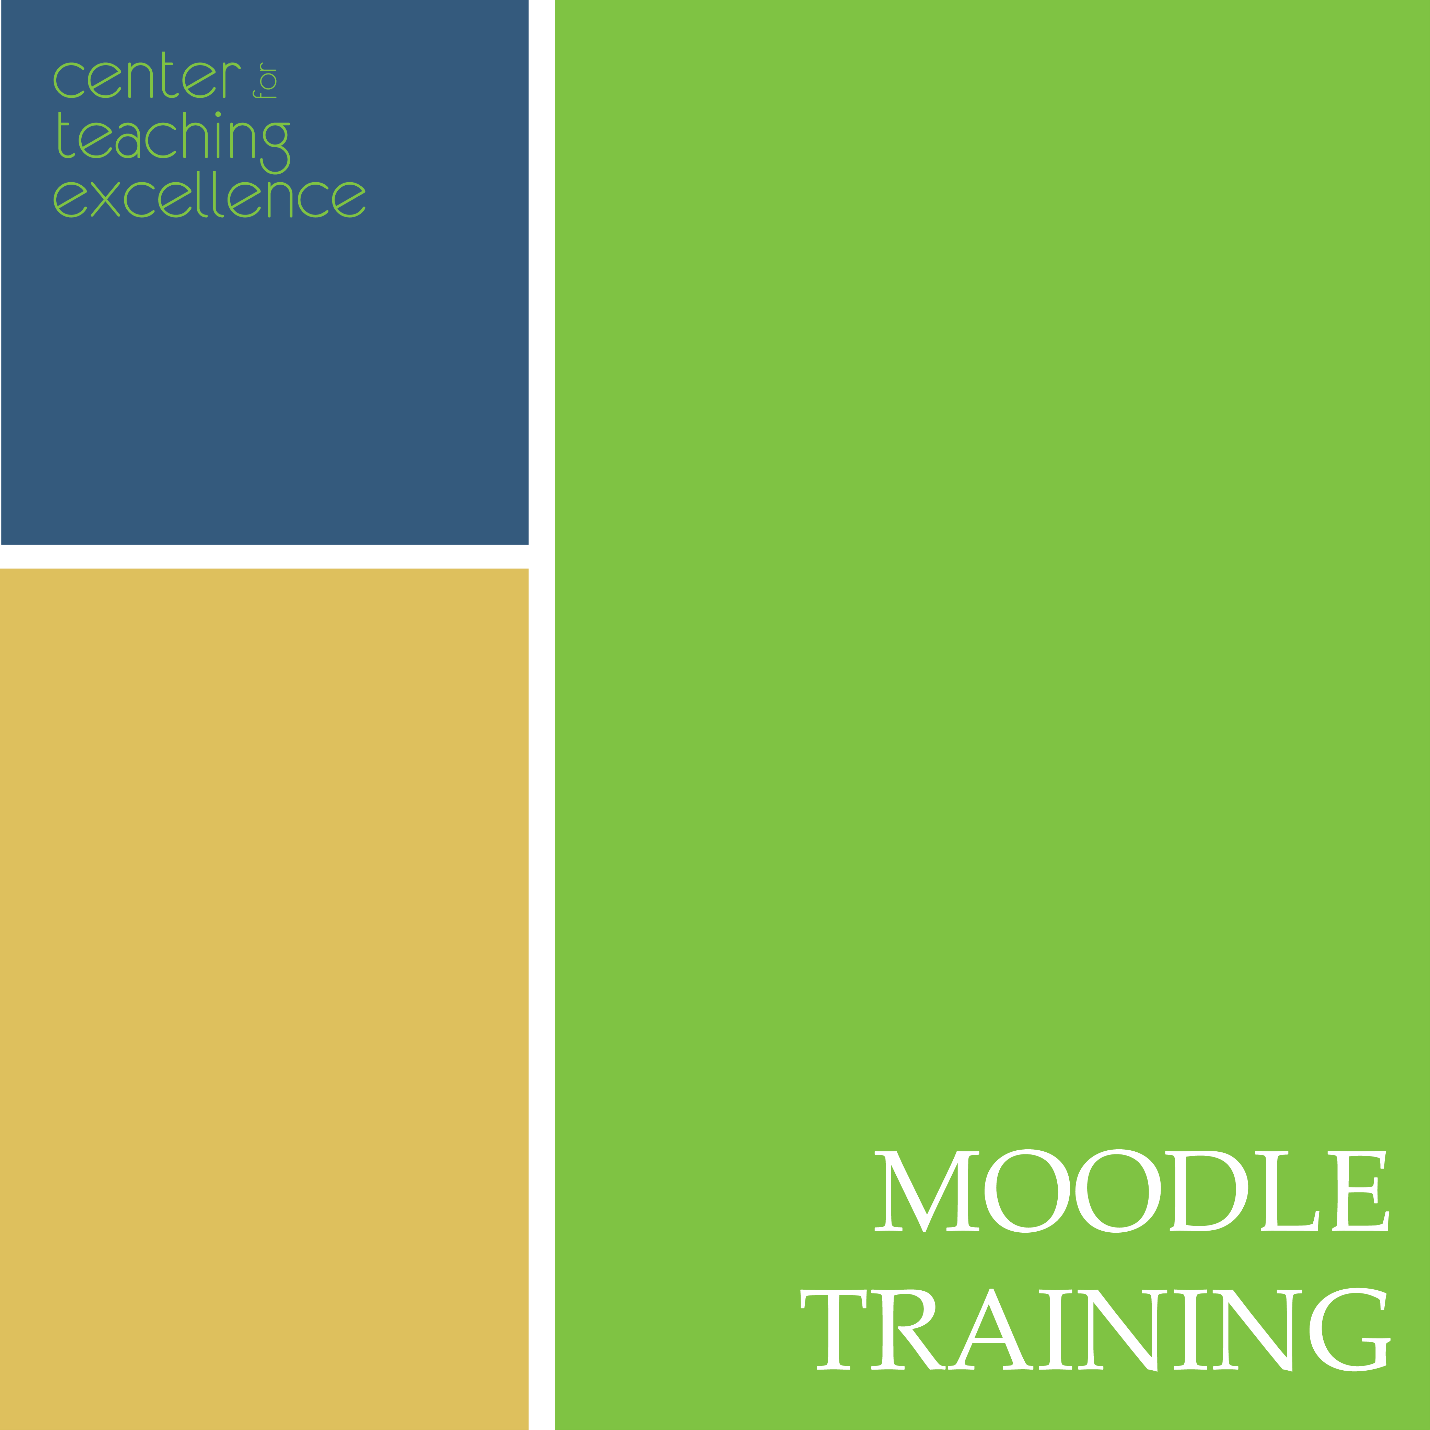 center for
teaching
excellence
MOODLE
TRAINING